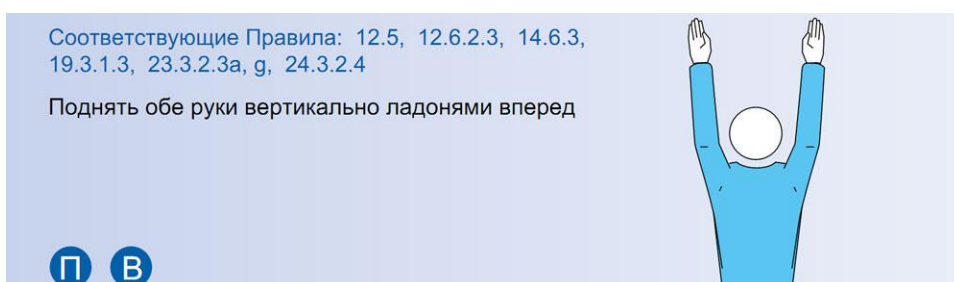 Соответствующие Правила: 12.5, 12.6.2.3, 14.6.3,
19.3.1.3, 23.3.2.3a, g, 24.3.2.4
Поднять обе руки вертикально ладонями вперед
П В